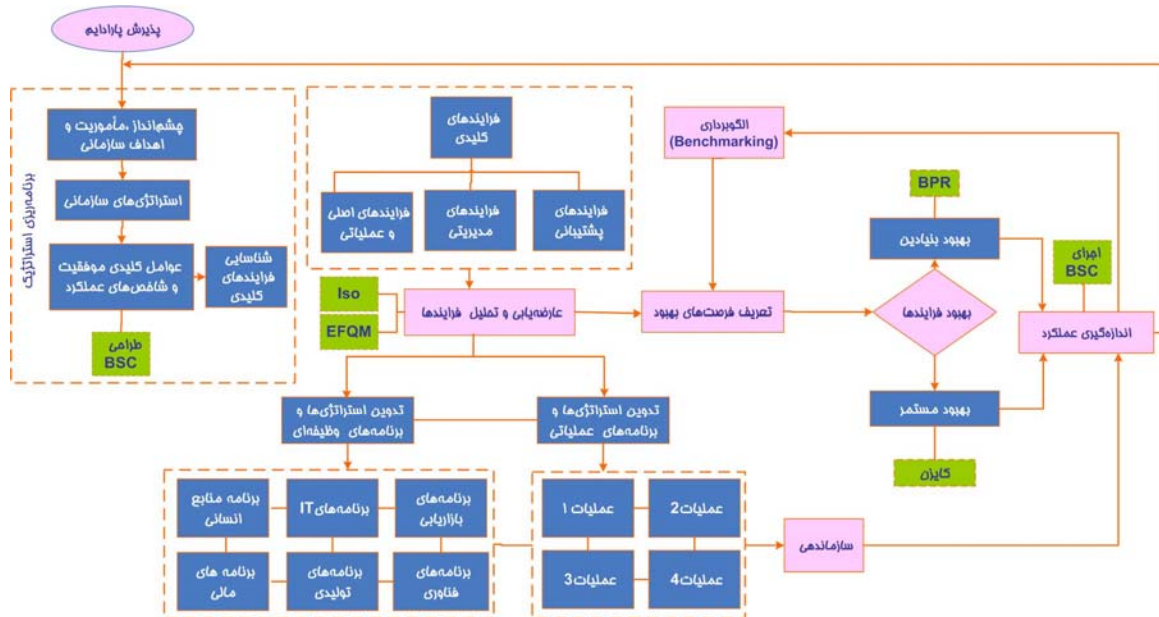 پذیرش پارادایم
برنامه‌ریزی استراتژیک
چشم‌انداز ،مأموریت و
اهداف سازمانی
استراتژی‌های سازمانی
عوامل کلیدی موفقیت
و شاخص‌های عملکرد
شناسایی
فرایندهای
کلیدی
طراحی
BSC
فرایندهای
کلیدی
فرایندهای اصلی
و عملیاتی
فرایندهای
مدیریتی
فرایندهای
پشتیبانی
Iso
EFQM
عارضه‌یابی و تحلیل فرایندها
الگوبرداری
(Benchmarking)
تعریف فرصت‌های بهبود
BPR
بهبود بنیادین
بهبود فرایندها
بهبود مستمر
کایزن
اجرای
BSC
اندازه‌گیری عملکرد
تدوین استراتژی‌ها و
برنامه‌های وظیفه‌ای
تدوین استراتژی‌ها و
برنامه‌های عملیاتی
برنامه منابع
انسانی
برنامه‌های IT
برنامه‌های
بازاریابی
برنامه های
مالی
برنامه‌های
تولیدی
برنامه‌های
فناوری
عملیات ۱
عملیات2
عملیات3
عملیات4
سازماندهی